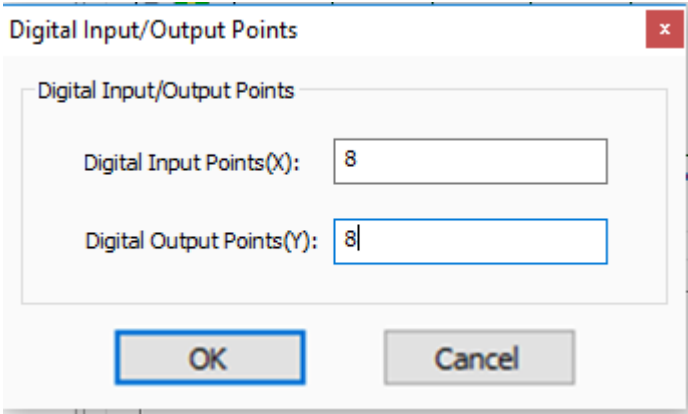 Digital Input/Output Points
x
Digital Input/Output Points
Digital Input Points(X): 8
Digital Output Points(Y): 8
OK Cancel